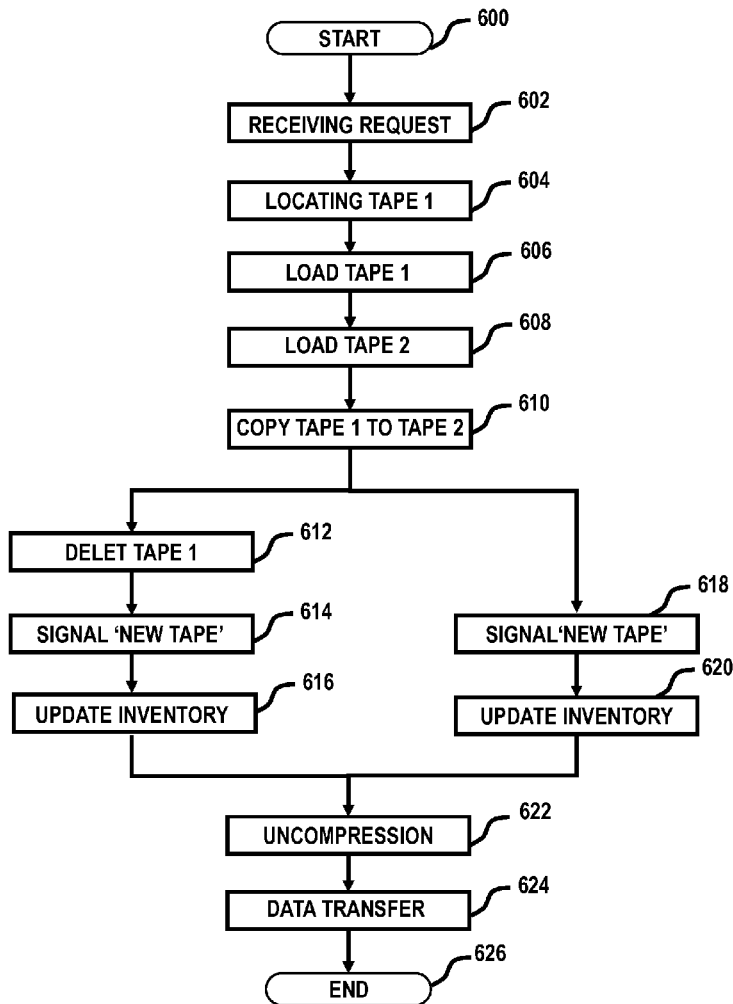 START
600
RECEIVING REQUEST
602
LOCATING TAPE 1
604
LOAD TAPE 1
606
LOAD TAPE 2
608
COPY TAPE 1 TO TAPE 2
610
DELET TAPE 1
612
SIGNAL 'NEW TAPE'
614
UPDATE INVENTORY
616
SIGNAL'NEW TAPE'
618
UPDATE INVENTORY
620
UNCOMPRESSION
622
DATA TRANSFER
624
END
626